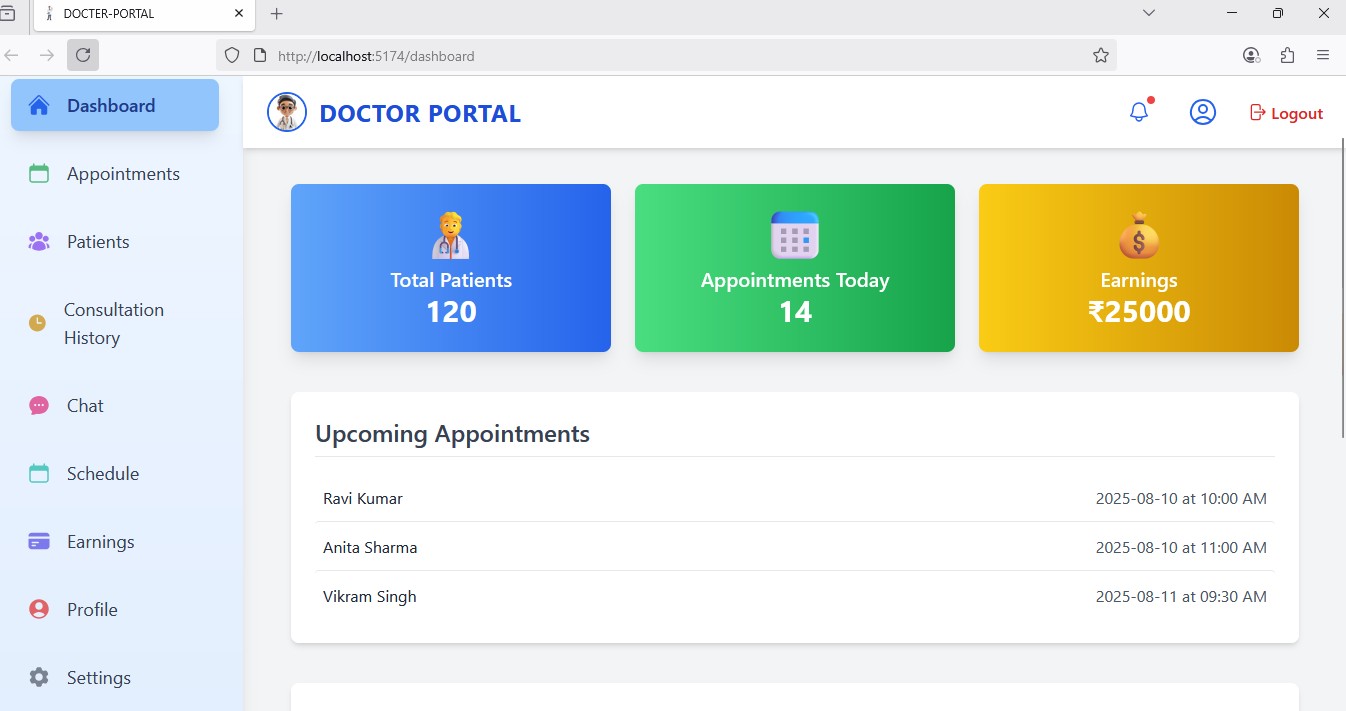 DOCTER-PORTAL
http://localhost:5174/dashboard
Dashboard
Appointments
Patients
Consultation
History
Chat
Schedule
Earnings
Profile
Settings
DOCTOR PORTAL
Logout
Total Patients
120
Appointments Today
14
Earnings
₹25000
Upcoming Appointments
Ravi Kumar 2025-08-10 at 10:00 AM
Anita Sharma 2025-08-10 at 11:00 AM
Vikram Singh 2025-08-11 at 09:30 AM